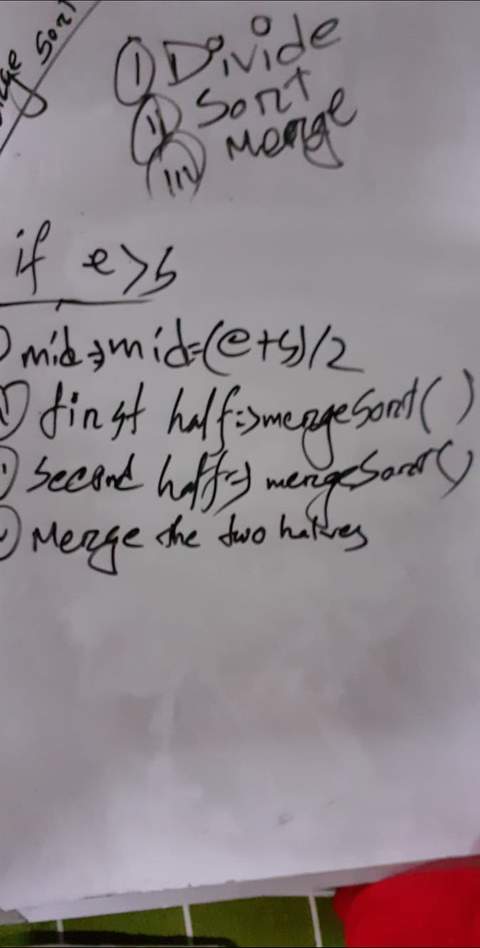 Sort
(I) Divide
(II) Sort
(III) Merge
if e>s
mid => mid=(e+s)/2
first half => mergeSort()
second half => mergeSort()
Merge the two halves